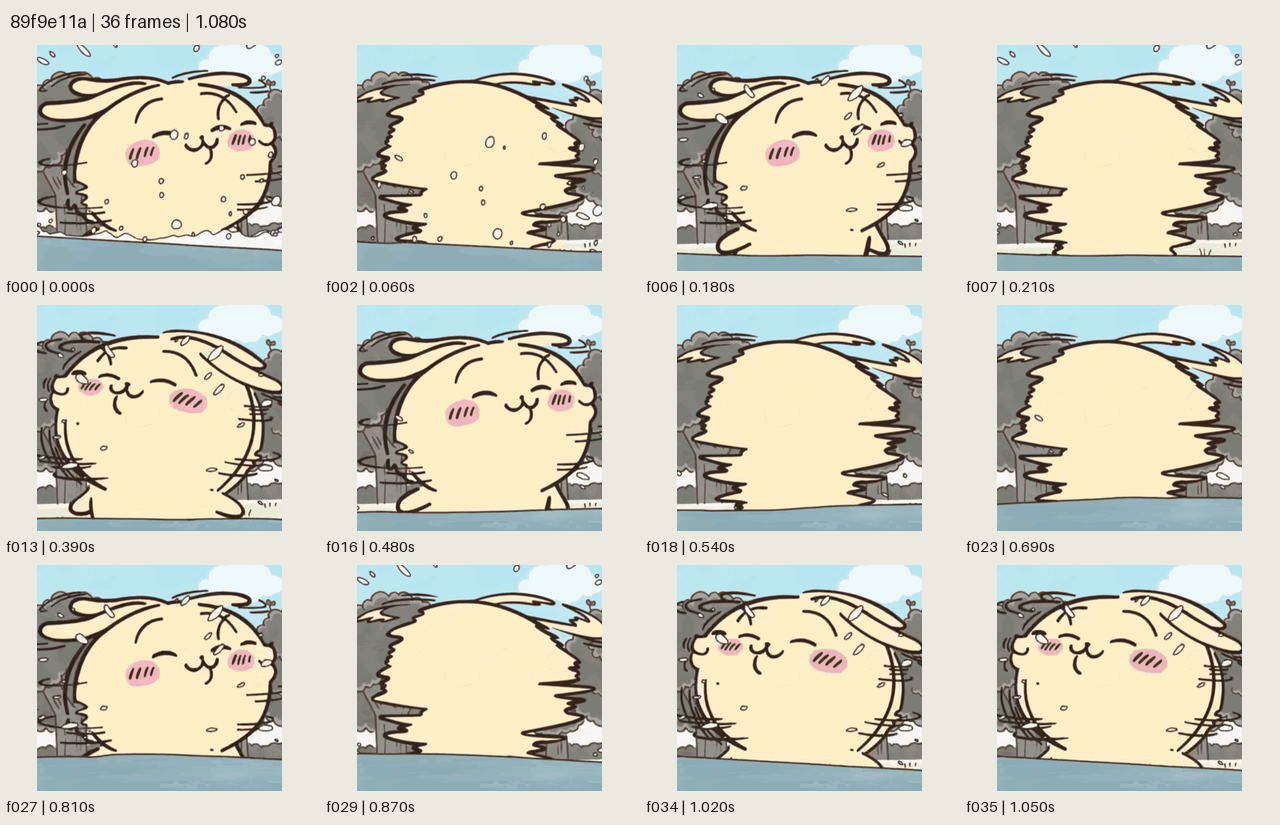 89f9e11a | 36 frames | 1.080s
f000 | 0.000s
f002 | 0.060s
f006 | 0.180s
f007 | 0.210s
f013 | 0.390s
f016 | 0.480s
f018 | 0.540s
f023 | 0.690s
f027 | 0.810s
f029 | 0.870s
f034 | 1.020s
f035 | 1.050s